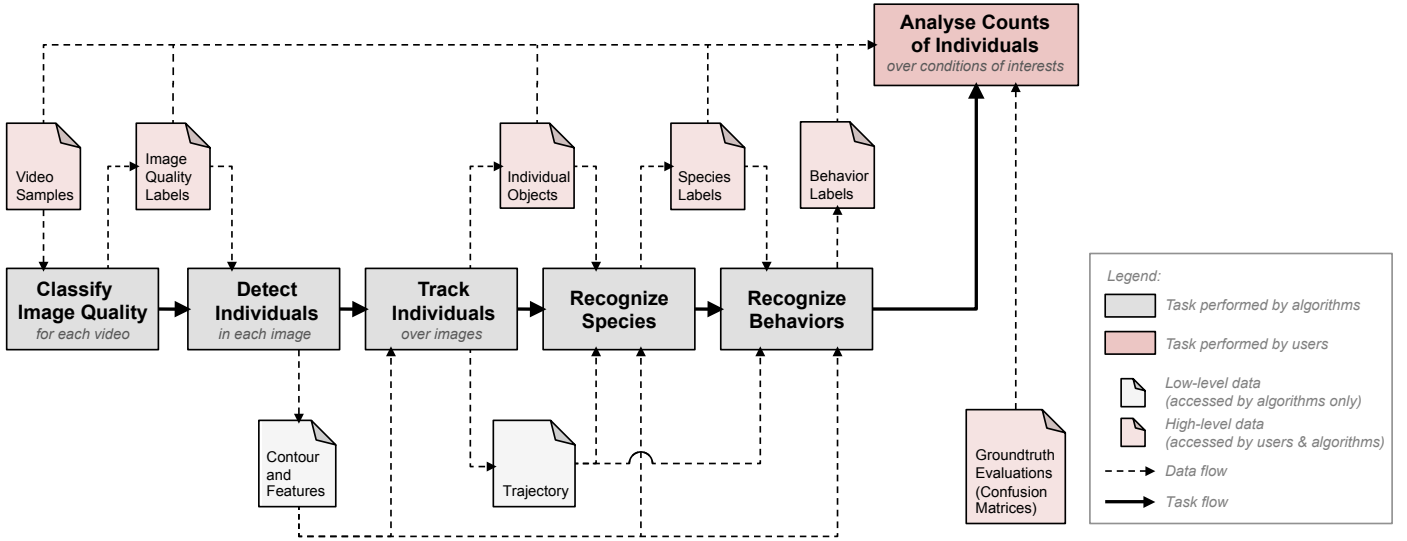 Analyse Counts
of Individuals
over conditions of interests
Video
Samples
Image
Quality
Labels
Individual
Objects
Species
Labels
Behavior
Labels
Classify
Image Quality
for each video
Detect
Individuals
in each image
Track
Individuals
over images
Recognize
Species
Recognize
Behaviors
Contour
and
Features
Trajectory
Groundtruth
Evaluations
(Confusion
Matrices)
Legend:
Task performed by algorithms
Task performed by users
Low-level data
(accessed by algorithms only)
High-level data
(accessed by users & algorithms)
Data flow
Task flow